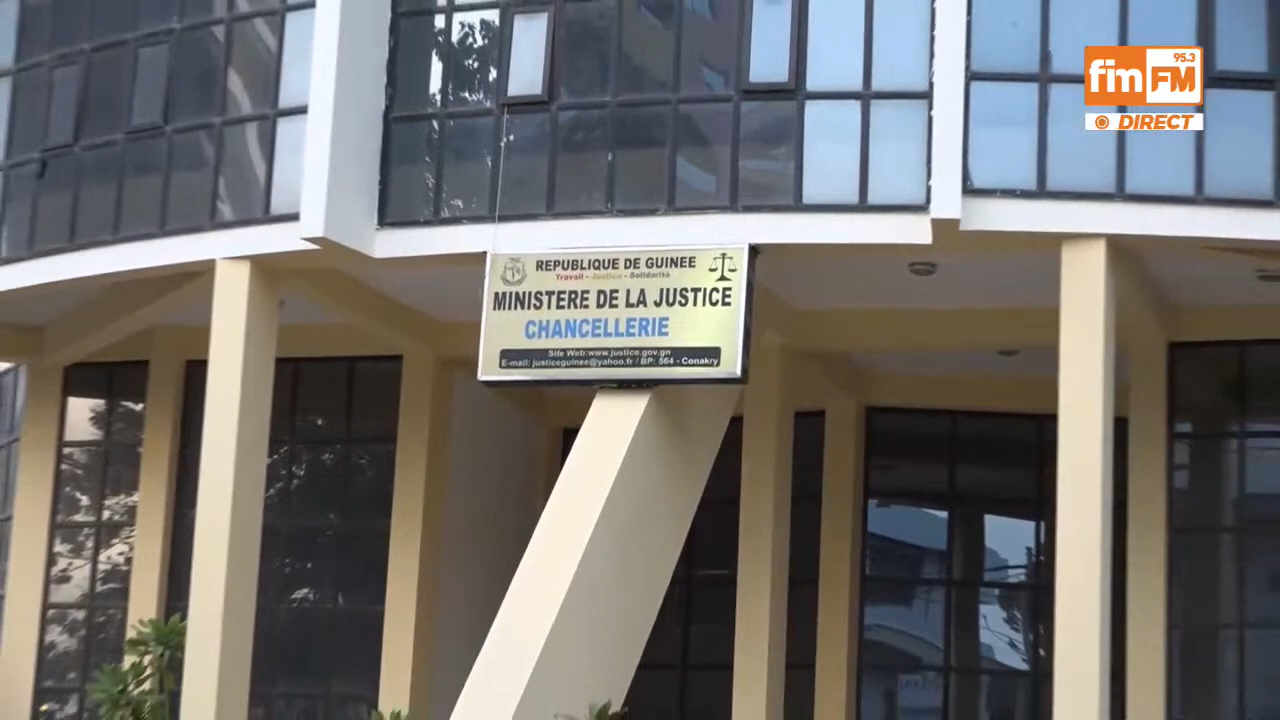 95.3
fim FM
DIRECT
REPUBLIQUE DE GUINEE
Travail - Justice - Solidarité
MINISTERE DE LA JUSTICE
CHANCELLERIE
Site Web:www.justice.gov.gn
E-mail: justiceguinee@yahoo.fr / BP: 564 - Conakry